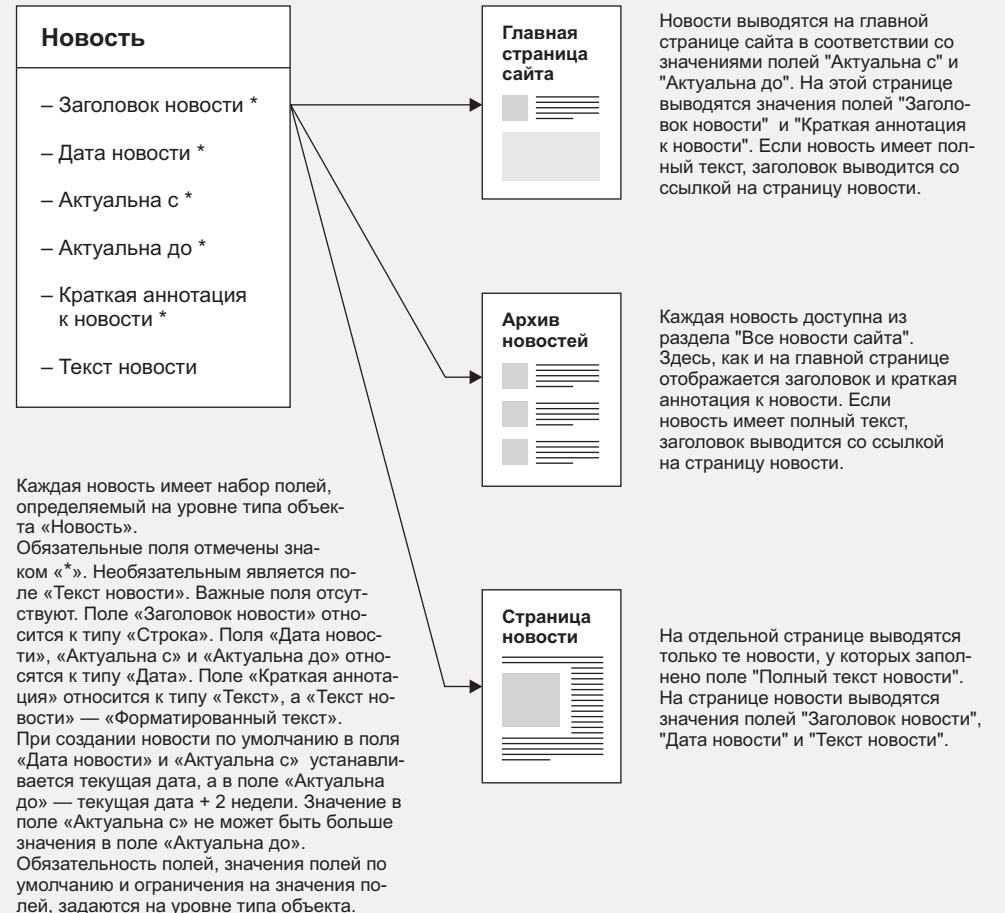 Новость
– Заголовок новости *
– Дата новости *
– Актуальна с *
– Актуальна до *
– Краткая аннотация
к новости *
– Текст новости
Каждая новость имеет набор полей,
определяемый на уровне типа объек-
та «Новость».
Обязательные поля отмечены зна-
ком «*». Необязательным является по-
ле «Текст новости». Важные поля отсут-
ствуют. Поле «Заголовок новости» отно-
сится к типу «Строка». Поля «Дата новос-
ти», «Актуальна с» и «Актуальна до» отно-
сятся к типу «Дата». Поле «Краткая аннота-
ция» относится к типу «Текст», а «Текст но-
вости» — «Форматированный текст».
При создании новости по умолчанию в поля
«Дата новости» и «Актуальна с» устанавли-
вается текущая дата, а в поле «Актуальна
до» — текущая дата + 2 недели. Значение в
поле «Актуальна с» не может быть больше
значения в поле «Актуальна до».
Обязательность полей, значения полей по
умолчанию и ограничения на значения по-
лей, задаются на уровне типа объекта.
Главная
страница
сайта
Новости выводятся на главной
странице сайта в соответствии со
значениями полей "Актуальна с" и
"Актуальна до". На этой странице
выводятся значения полей "Заголо-
вок новости" и "Краткая аннотация
к новости". Если новость имеет пол-
ный текст, заголовок выводится со
ссылкой на страницу новости.
Архив
новостей
Каждая новость доступна из
раздела "Все новости сайта".
Здесь, как и на главной странице
отображается заголовок и краткая
аннотация к новости. Если
новость имеет полный текст,
заголовок выводится со ссылкой
на страницу новости.
Страница
новости
На отдельной странице выводятся
только те новости, у которых запол-
нено поле "Полный текст новости".
На странице новости выводятся
значения полей "Заголовок новости",
"Дата новости" и "Текст новости".